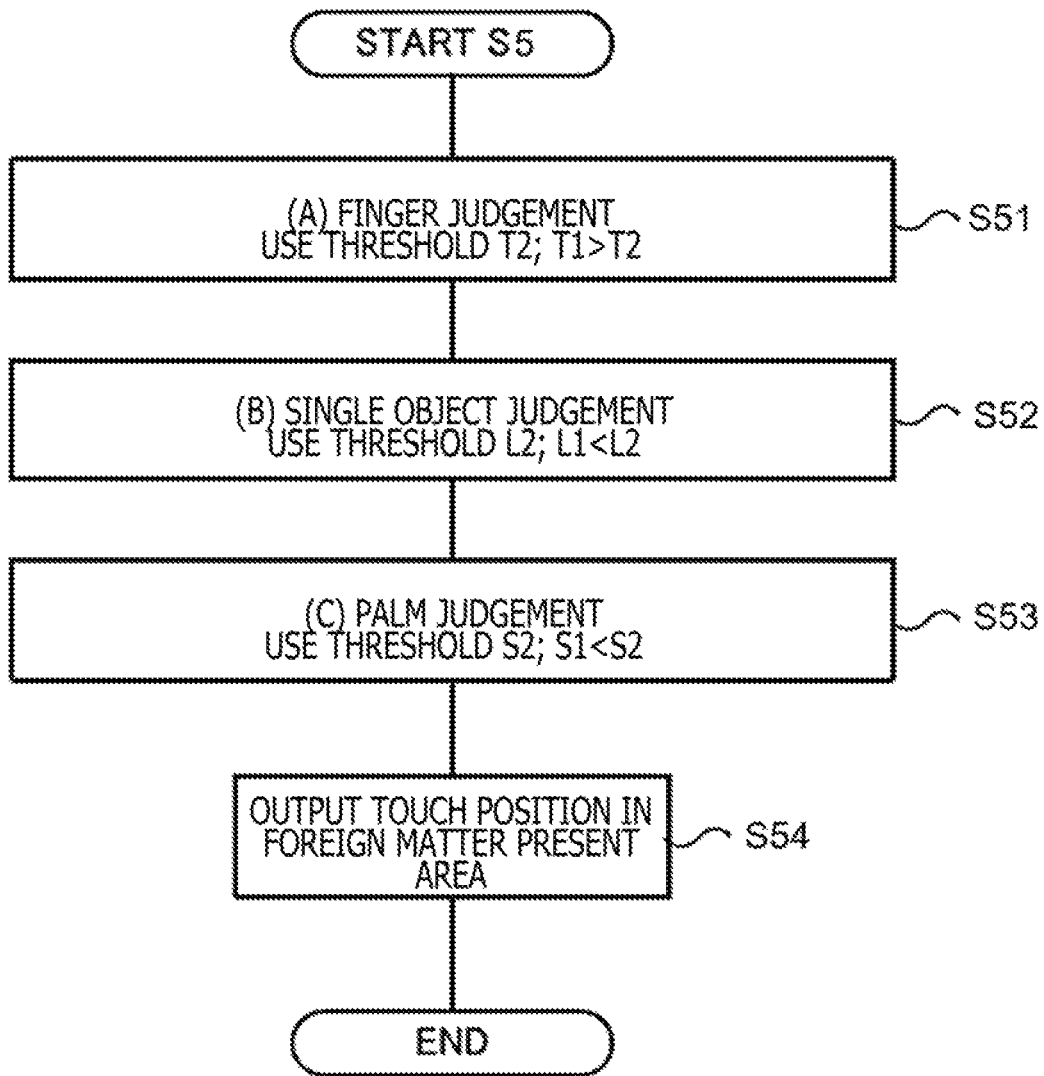 START S5
(A) FINGER JUDGEMENT
USE THRESHOLD T2; T1>T2
S51
(B) SINGLE OBJECT JUDGEMENT
USE THRESHOLD L2; L1<L2
S52
(C) PALM JUDGEMENT
USE THRESHOLD S2; S1<S2
S53
OUTPUT TOUCH POSITION IN
FOREIGN MATTER PRESENT
AREA
S54
END